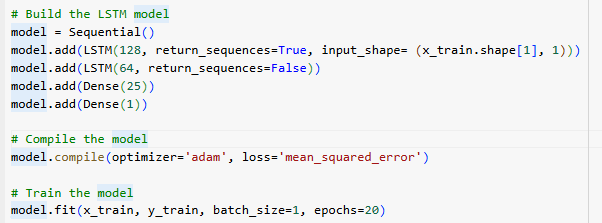 # Build the LSTM model
model = Sequential()
model.add(LSTM(128, return_sequences=True, input_shape= (x_train.shape[1], 1)))
model.add(LSTM(64, return_sequences=False))
model.add(Dense(25))
model.add(Dense(1))
# Compile the model
model.compile(optimizer='adam', loss='mean_squared_error')
# Train the model
model.fit(x_train, y_train, batch_size=1, epochs=20)